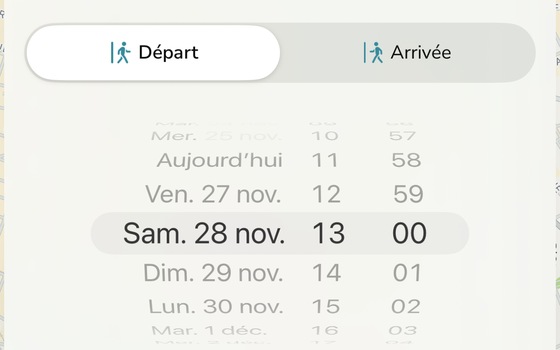 Départ Arrivée
Mer. 25 nov. 10 57
Aujourd'hui 11 58
Ven. 27 nov. 12 59
Sam. 28 nov. 13 00
Dim. 29 nov. 14 01
Lun. 30 nov. 15 02
Mar. 1 déc. 16 03